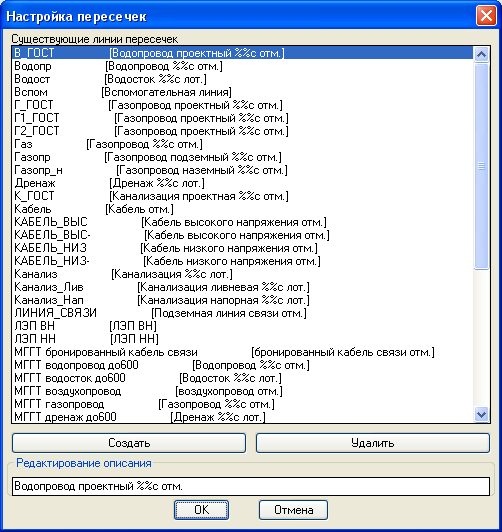 Настройка пересечек
Существующие линии пересечек
В_ГОСТ [Водопровод проектный %%c отм.]
Водопр [Водопровод %%c отм.]
Водост [Водосток %%c лот.]
Вспом [Вспомогательная линия]
Г_ГОСТ [Газопровод проектный %%c отм.]
Г1_ГОСТ [Газопровод проектный %%c отм.]
Г2_ГОСТ [Газопровод проектный %%c отм.]
Газ [Газопровод %%c отм.]
Газопр [Газопровод подземный %%c отм.]
Газопр_н [Газопровод наземный %%c отм.]
Дренаж [Дренаж %%c лот.]
К_ГОСТ [Канализация проектная %%c отм.]
Кабель [Кабель отм.]
КАБЕЛЬ_ВЫС [Кабель высокого напряжения отм.]
КАБЕЛЬ_ВЫС- [Кабель высокого напряжения отм.]
КАБЕЛЬ_НИЗ [Кабель низкого напряжения отм.]
КАБЕЛЬ_НИЗ- [Кабель низкого напряжения отм.]
Канализ [Канализация %%c лот.]
Канализ_Лив [Канализация ливневая %%c лот.]
Канализ_Нап [Канализация напорная %%c лот.]
ЛИНИЯ_СВЯЗИ [Подземная линия связи отм.]
ЛЭП ВН [ЛЭП ВН]
ЛЭП НН [ЛЭП НН]
МГГТ бронированный кабель связи [бронированный кабель связи отм.]
МГГТ водопровод до600 [Водопровод %%c отм.]
МГГТ водосток до600 [Водосток %%c лот.]
МГГТ воздухопровод [воздухопровод отм.]
МГГТ газопровод [Газопровод %%c отм.]
МГГТ дренаж до600 [Дренаж %%c лот.]
Создать Удалить
Редактирование описания
Водопровод проектный %%c отм.
ОК Отмена